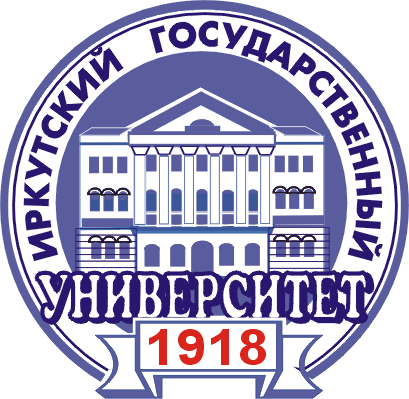 ИРКУТСКИЙ ГОСУДАРСТВЕННЫЙ
УНИВЕРСИТЕТ
1918